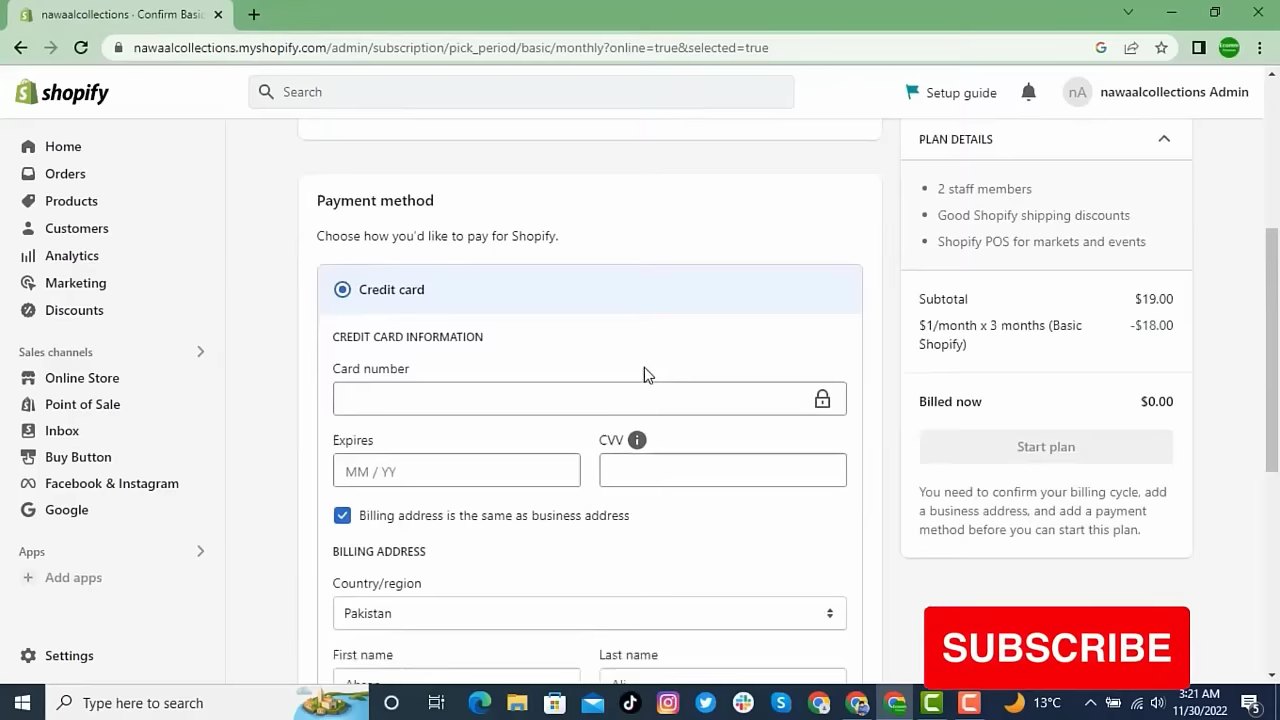 nawaalcollections · Confirm Basic
nawaalcollections.myshopify.com/admin/subscription/pick_period/basic/monthly?online=true&selected=true
shopify
Search
Setup guide
nA
nawaalcollections Admin
Home
Orders
Products
Customers
Analytics
Marketing
Discounts
Sales channels
Online Store
Point of Sale
Inbox
Buy Button
Facebook & Instagram
Google
Apps
Add apps
Settings
Payment method
Choose how you'd like to pay for Shopify.
Credit card
CREDIT CARD INFORMATION
Card number
Expires
CVV
MM / YY
Billing address is the same as business address
BILLING ADDRESS
Country/region
Pakistan
First name
Last name
Ali
PLAN DETAILS
2 staff members
Good Shopify shipping discounts
Shopify POS for markets and events
Subtotal $19.00
$1/month x 3 months (Basic -$18.00
Shopify)
Billed now $0.00
Start plan
You need to confirm your billing cycle, add
a business address, and add a payment
method before you can start this plan.
SUBSCRIBE
Type here to search
13°C
3:21 AM
11/30/2022
5